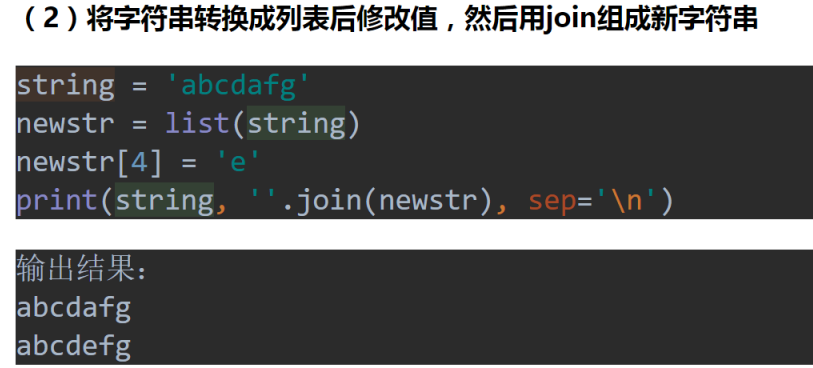 （2）将字符串转换成列表后修改值，然后用join组成新字符串
string = 'abcdafg'
newstr = list(string)
newstr[4] = 'e'
print(string, ''.join(newstr), sep='\n')
输出结果：
abcdafg
abcdefg